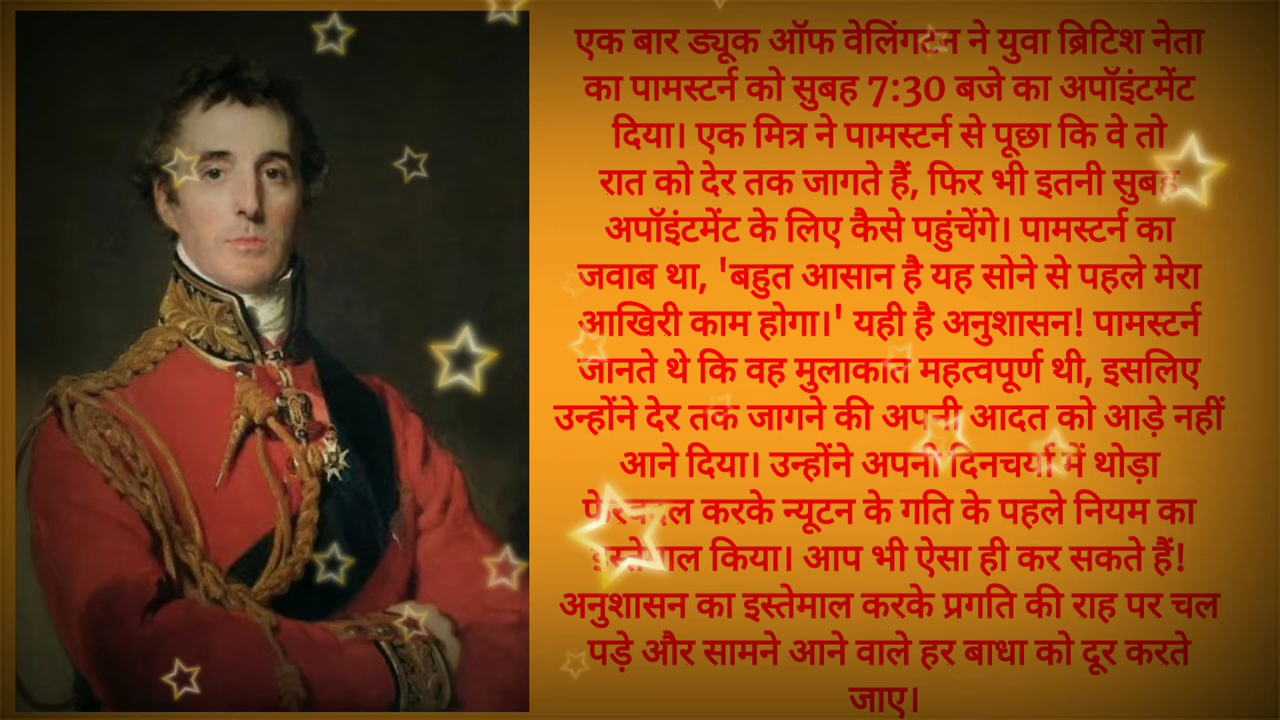 एक बार ड्यूक ऑफ वेलिंगटन ने युवा ब्रिटिश नेता
का पामस्टर्न को सुबह 7:30 बजे का अपॉइंटमेंट
दिया। एक मित्र ने पामस्टर्न से पूछा कि वे तो
रात को देर तक जागते हैं, फिर भी इतनी सुबह
अपॉइंटमेंट के लिए कैसे पहुंचेंगे। पामस्टर्न का
जवाब था, 'बहुत आसान है यह सोने से पहले मेरा
आखिरी काम होगा।' यही है अनुशासन! पामस्टर्न
जानते थे कि वह मुलाकात महत्वपूर्ण थी, इसलिए
उन्होंने देर तक जागने की अपनी आदत को आड़े नहीं
आने दिया। उन्होंने अपनी दिनचर्या में थोड़ा
फेरबदल करके न्यूटन के गति के पहले नियम का
इस्तेमाल किया। आप भी ऐसा ही कर सकते हैं!
अनुशासन का इस्तेमाल करके प्रगति की राह पर चल
पड़े और सामने आने वाले हर बाधा को दूर करते
जाए।